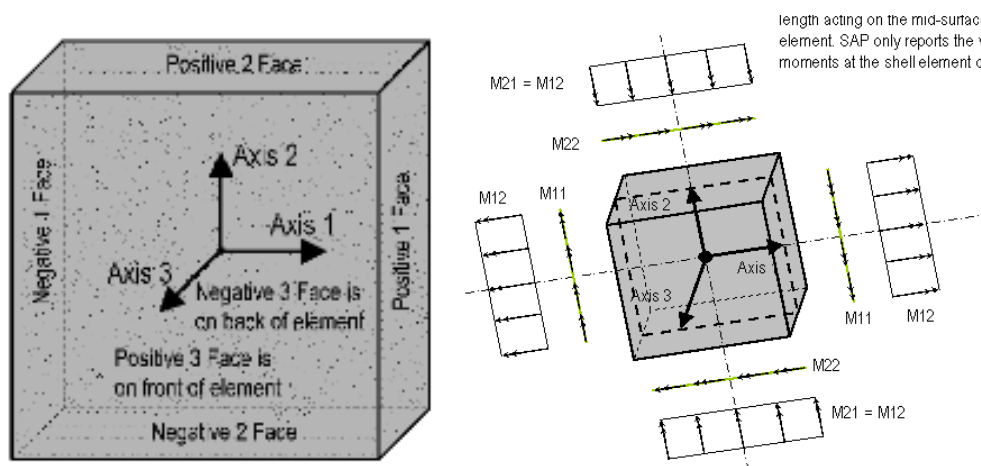 Positive 2 Face
Negative 1 Face
Axis 2
Axis 1
Axis 3
Negative 3 Face is
on back of element
Positive 3 Face is
on front of element
Positive 1 Face
Negative 2 Face
length acting on the mid-surface
element. SAP only reports the
moments at the shell element
M21 = M12
M22
M12
M11
Axis 2
Axis
Axis 3
M11
M12
M22
M21 = M12